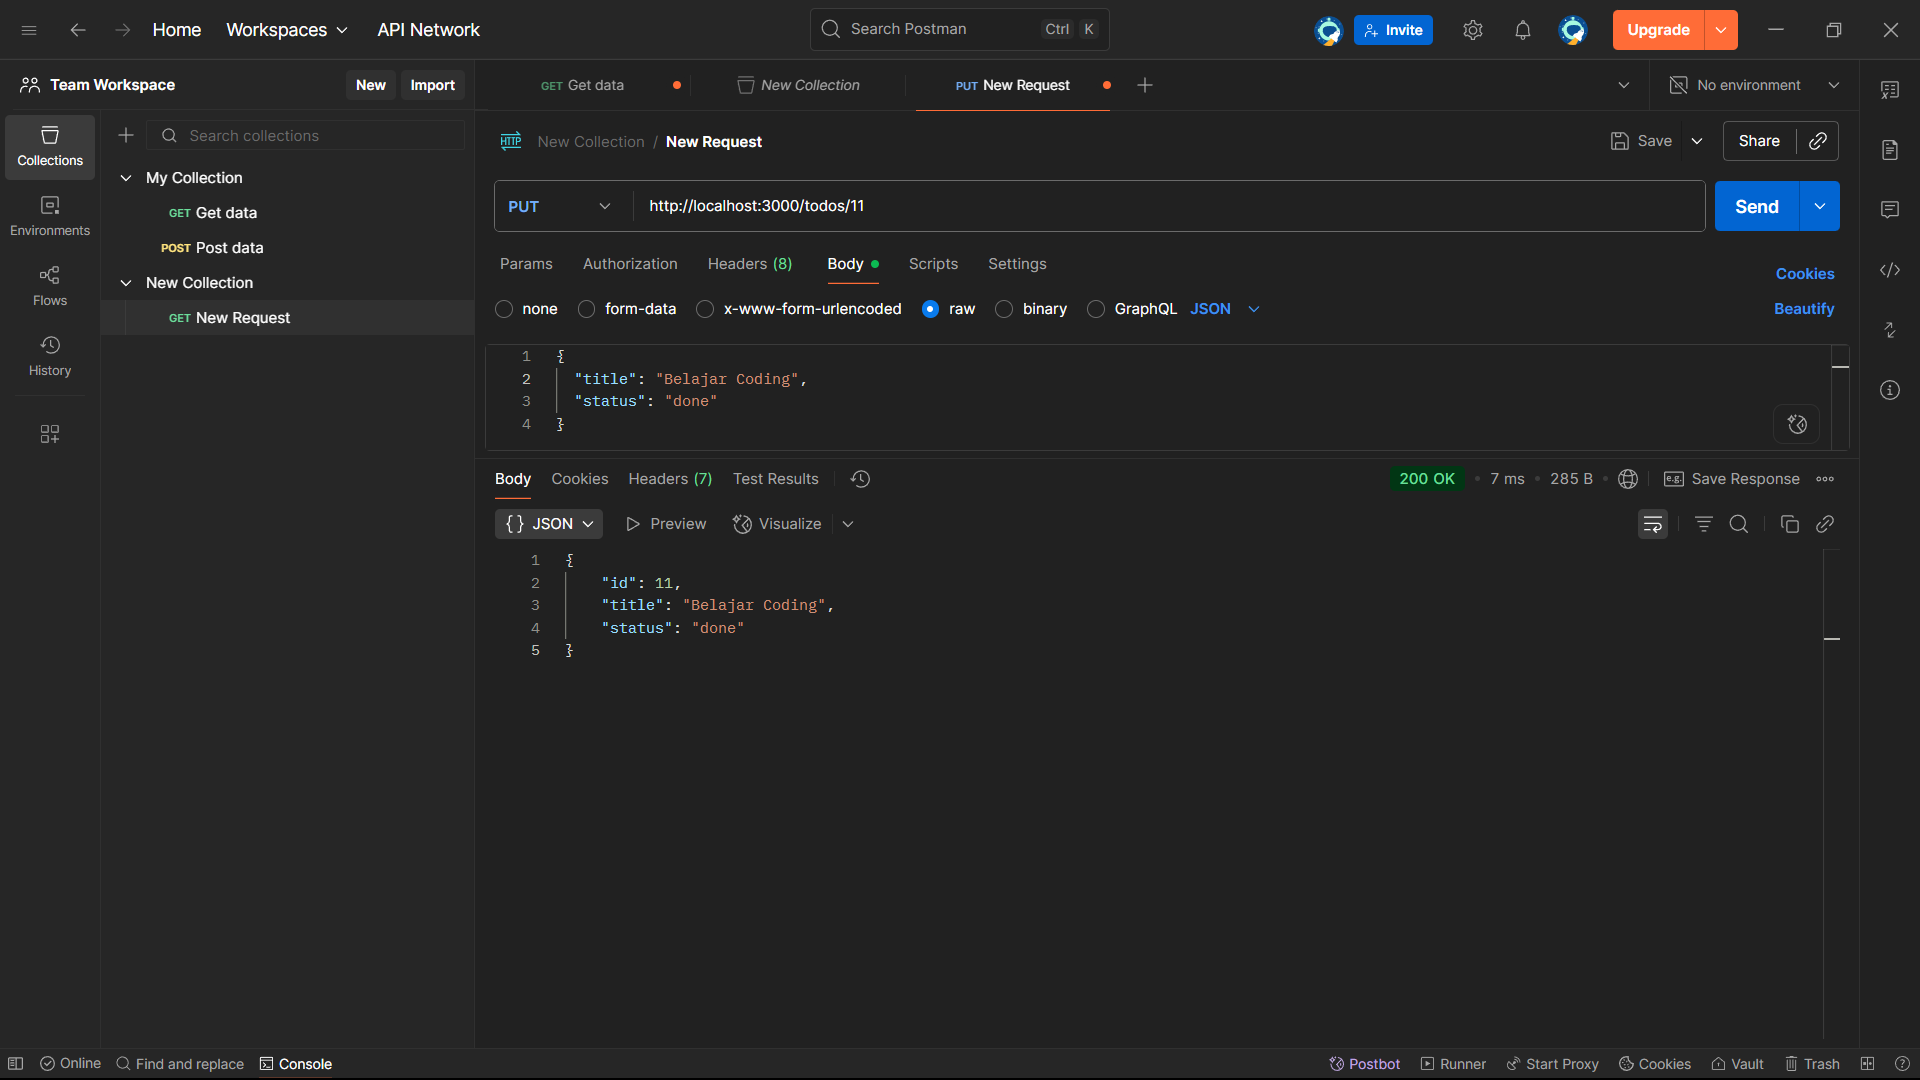 Home Workspaces API Network Search Postman Ctrl K Invite Upgrade
Team Workspace New Import GET Get data New Collection PUT New Request No environment
Collections
Environments
Flows
History
Search collections
My Collection
GET Get data
POST Post data
New Collection
GET New Request
HTTP New Collection / New Request Save Share
PUT http://localhost:3000/todos/11 Send
Params Authorization Headers (8) Body Scripts Settings Cookies
none form-data x-www-form-urlencoded raw binary GraphQL JSON Beautify
1 {
2 "title": "Belajar Coding",
3 "status": "done"
4 }
Body Cookies Headers (7) Test Results 200 OK • 7 ms • 285 B • e.g. Save Response
{} JSON Preview Visualize
1 {
2 "id": 11,
3 "title": "Belajar Coding",
4 "status": "done"
5 }
Online Find and replace Console Postbot Runner Start Proxy Cookies Vault Trash